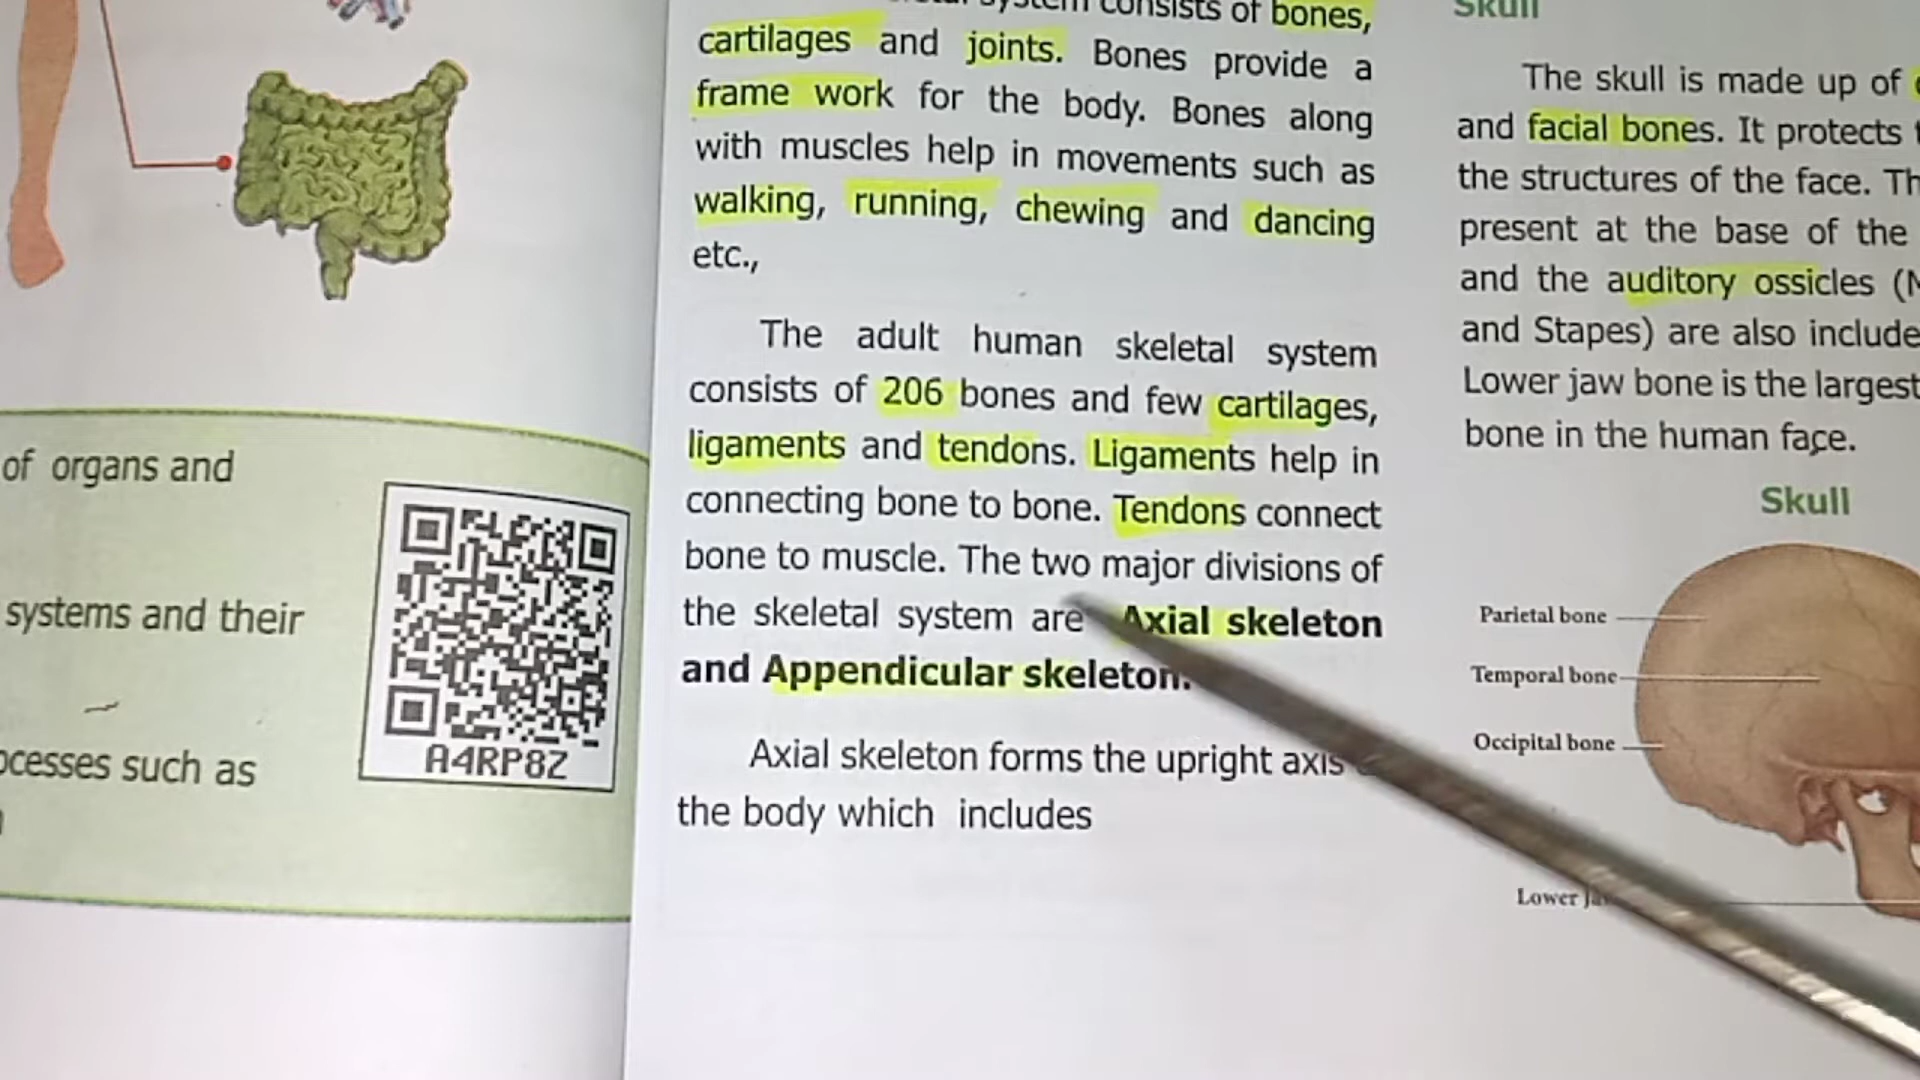 of organs and
systems and their
such as
A4RP8Z
consists of bones,
cartilages and joints. Bones provide a
frame work for the body. Bones along
with muscles help in movements such as
walking, running, chewing and dancing
etc.,
The adult human skeletal system
consists of 206 bones and few cartilages,
ligaments and tendons. Ligaments help in
connecting bone to bone. Tendons connect
bone to muscle. The two major divisions of
the skeletal system are Axial skeleton
and Appendicular skeleton.
Axial skeleton forms the upright axis
the body which includes
Skull
The skull is made up of
and facial bones. It protects
the structures of the face.
present at the base of the
and the auditory ossicles
and Stapes) are also
Lower jaw bone is the largest
bone in the human face.
Skull
Parietal bone
Temporal bone
Occipital bone
Lower